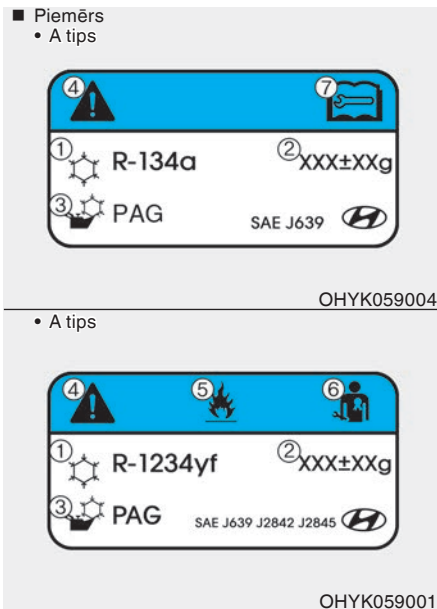 ■ Piemērs
• A tips
④ ⑦
① R-134a ② XXX±XXg
③ PAG SAE J639
OHYK059004
• A tips
④ ⑤ ⑥
① R-1234yf ② XXX±XXg
③ PAG SAE J639 J2842 J2845
OHYK059001